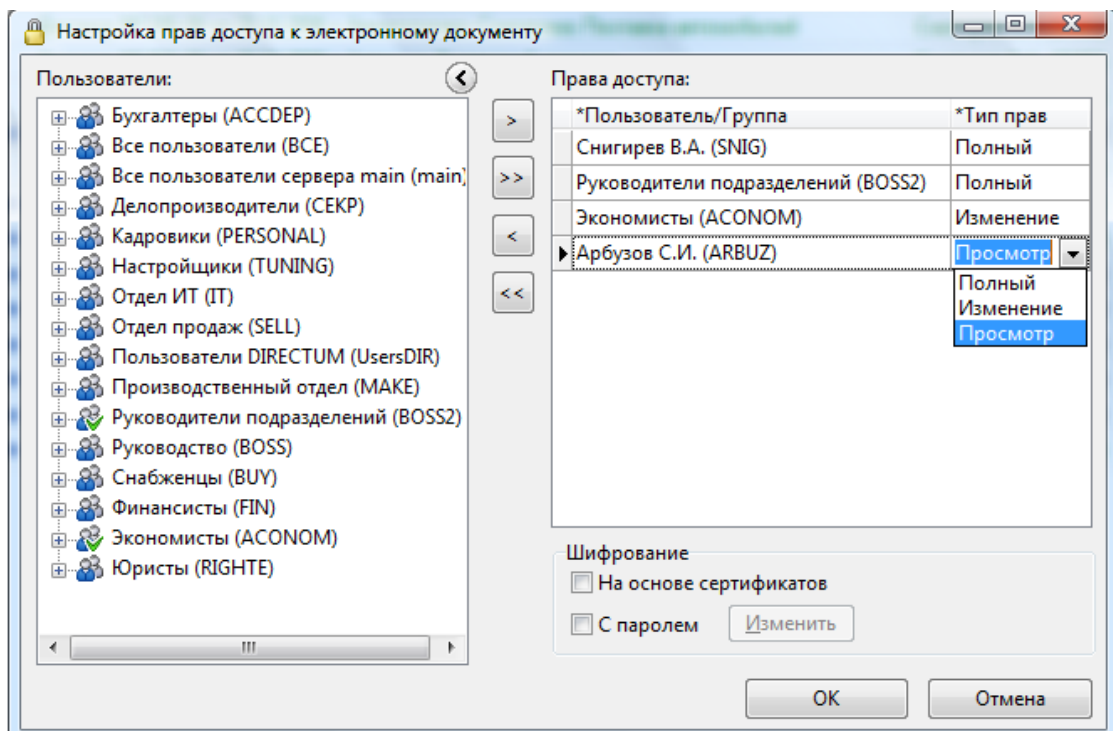 Настройка прав доступа к электронному документу
Пользователи:
Бухгалтеры (ACCDEP)
Все пользователи (ВСЕ)
Все пользователи сервера main (main)
Делопроизводители (СЕКР)
Кадровики (PERSONAL)
Настройщики (TUNING)
Отдел ИТ (IT)
Отдел продаж (SELL)
Пользователи DIRECTUM (UsersDIR)
Производственный отдел (MAKE)
Руководители подразделений (BOSS2)
Руководство (BOSS)
Снабженцы (BUY)
Финансисты (FIN)
Экономисты (ACONOM)
Юристы (RIGHTE)
>
>>
<
<<
Права доступа:
*Пользователь/Группа *Тип прав
Снигирев В.А. (SNIG) Полный
Руководители подразделений (BOSS2) Полный
Экономисты (ACONOM) Изменение
Арбузов С.И. (ARBUZ) Просмотр
Полный
Изменение
Просмотр
Шифрование
На основе сертификатов
С паролем Изменить
ОК Отмена